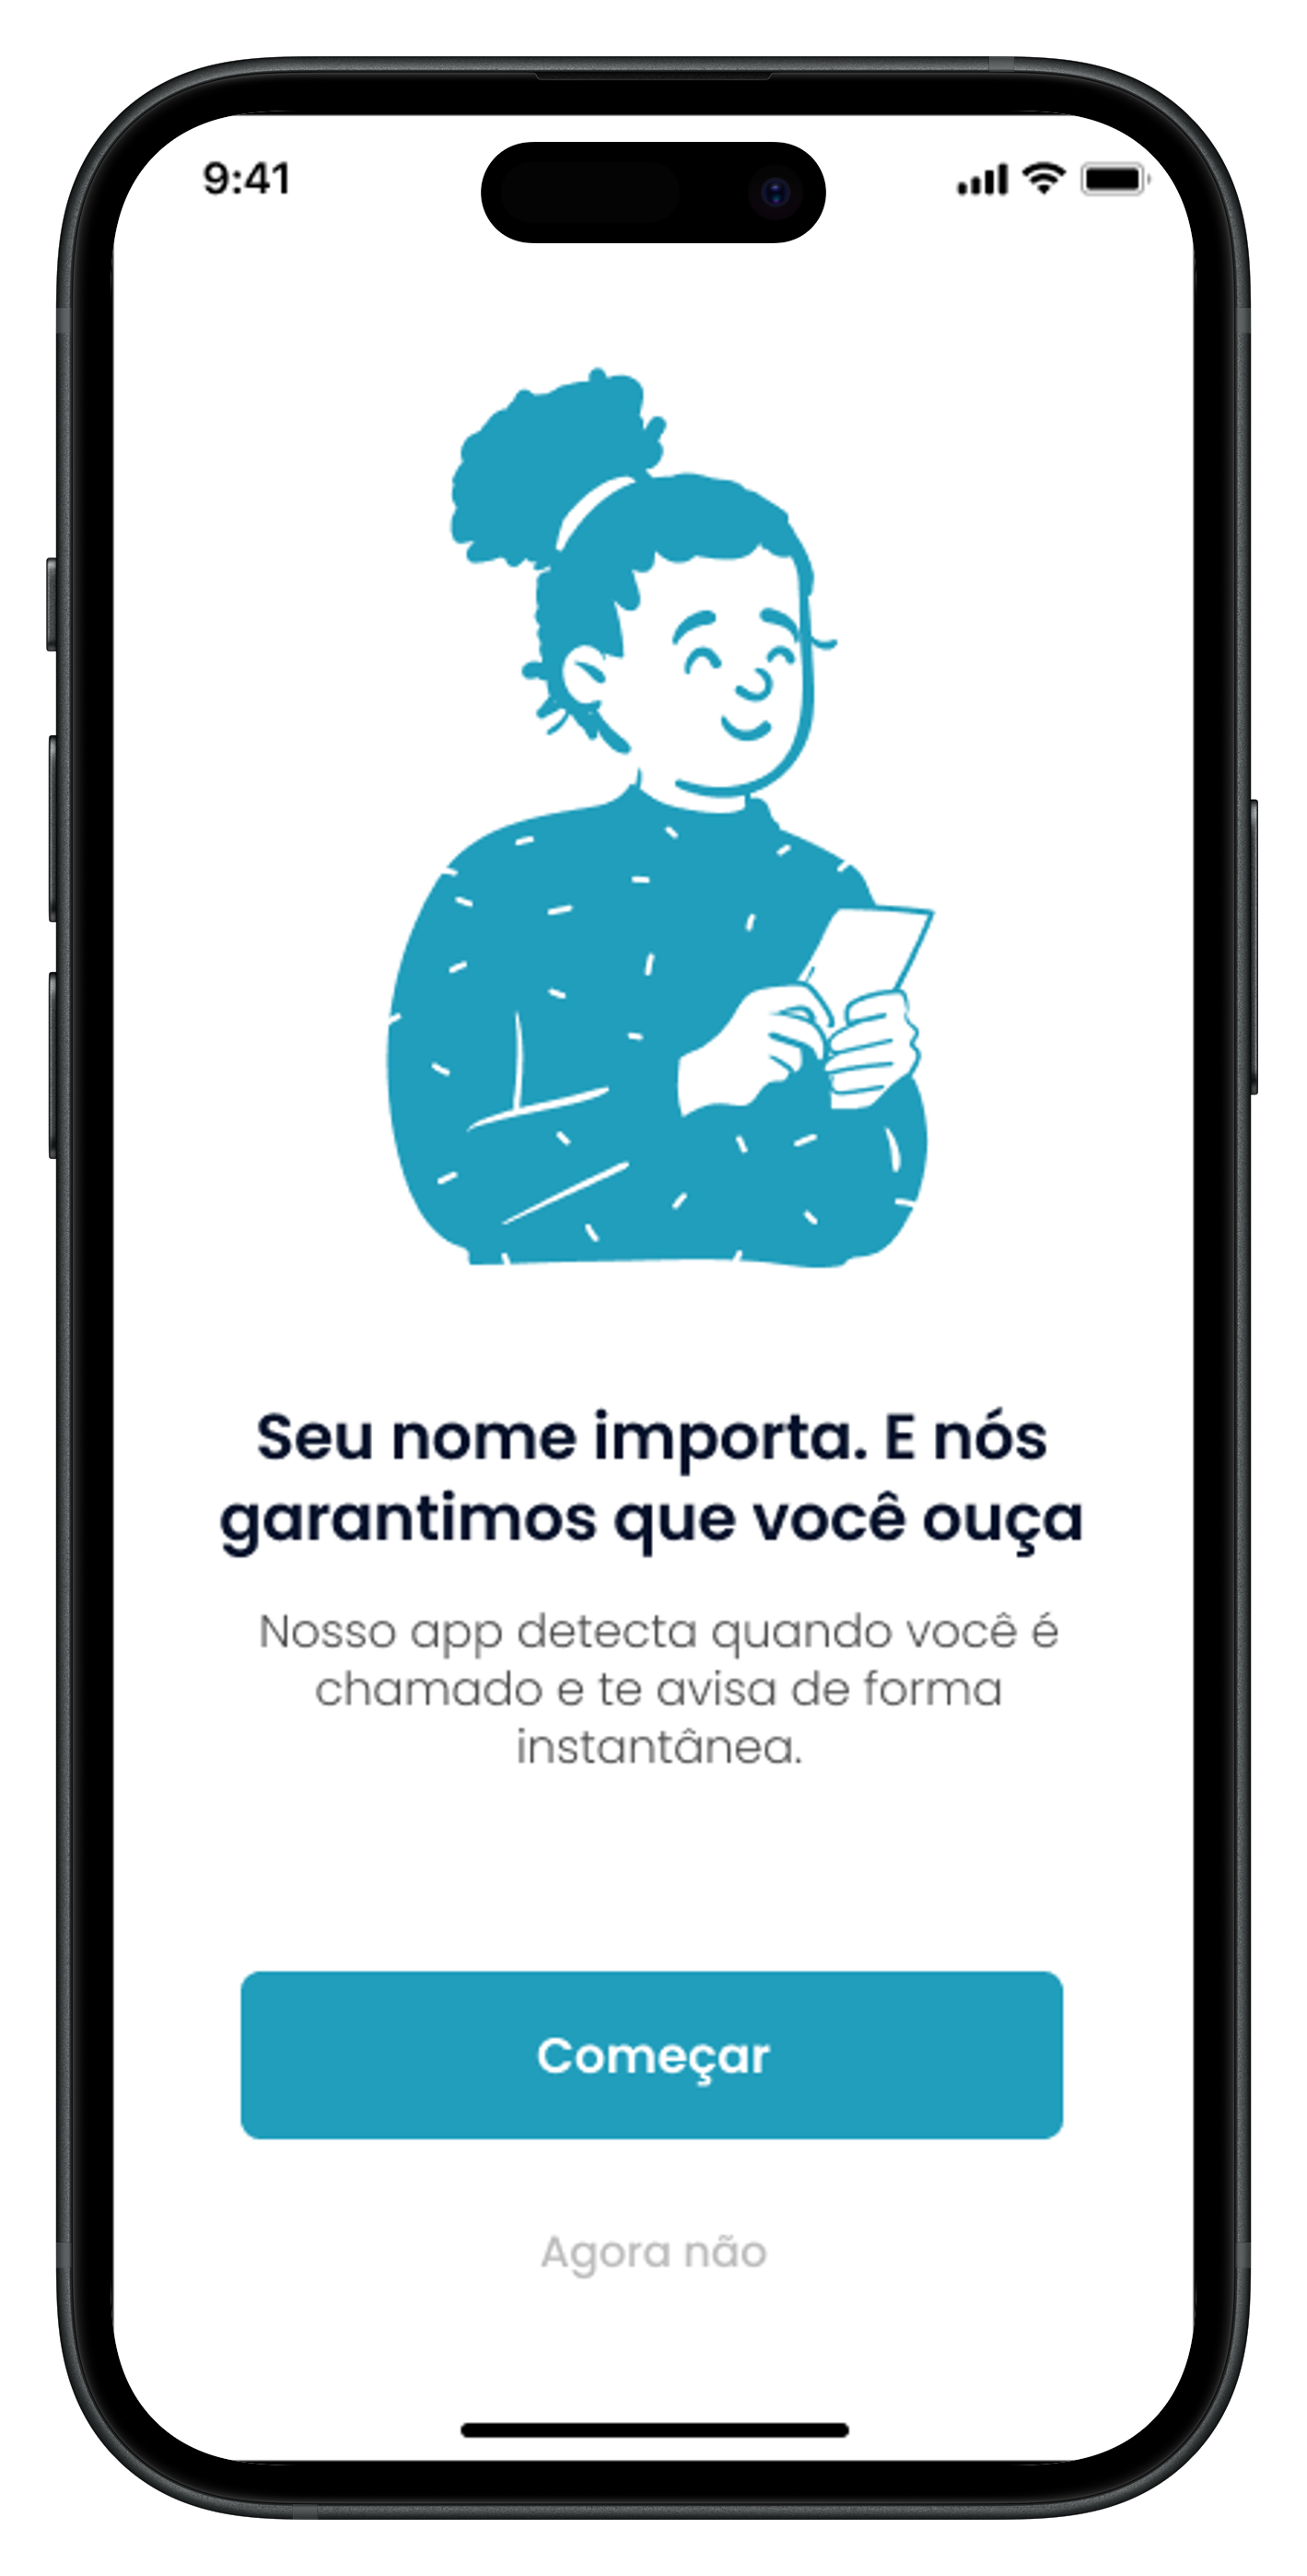 9:41
Seu nome importa. E nós
garantimos que você ouça
Nosso app detecta quando você é
chamado e te avisa de forma
instantânea.
Começar
Agora não